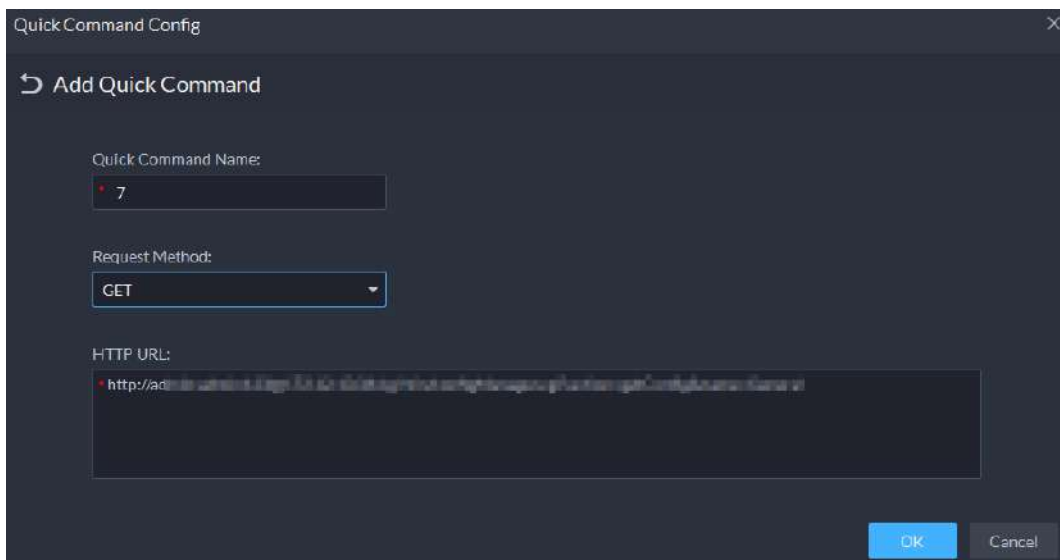 Quick Command Config
Add Quick Command
Quick Command Name:
* 7
Request Method:
GET
HTTP URL:
* http://ad
OK
Cancel